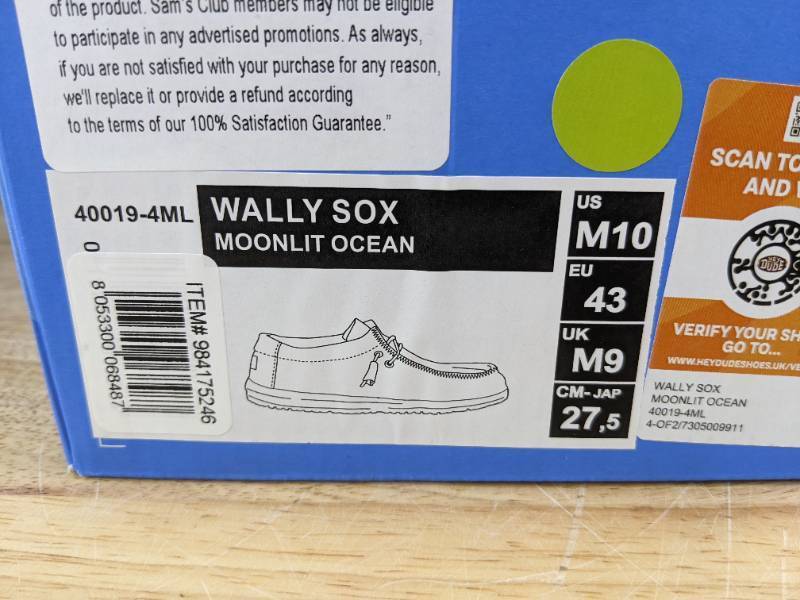 of the product. Sam's Club members may not be eligible
to participate in any advertised promotions. As always,
if you are not satisfied with your purchase for any reason,
we'll replace it or provide a refund according
to the terms of our 100% Satisfaction Guarantee."
40019-4ML
WALLY SOX
MOONLIT OCEAN
0
8 053300 068487
ITEM# 984175246
US
M10
EU
43
UK
M9
CM- JAP
27,5
SCAN TO
AND
HEY
DUDE
VERIFY YOUR SH
GO TO...
WWW.HEYDUDESHOES.UK/VE
WALLY SOX
MOONLIT OCEAN
40019-4ML
4-OF2/7305009911